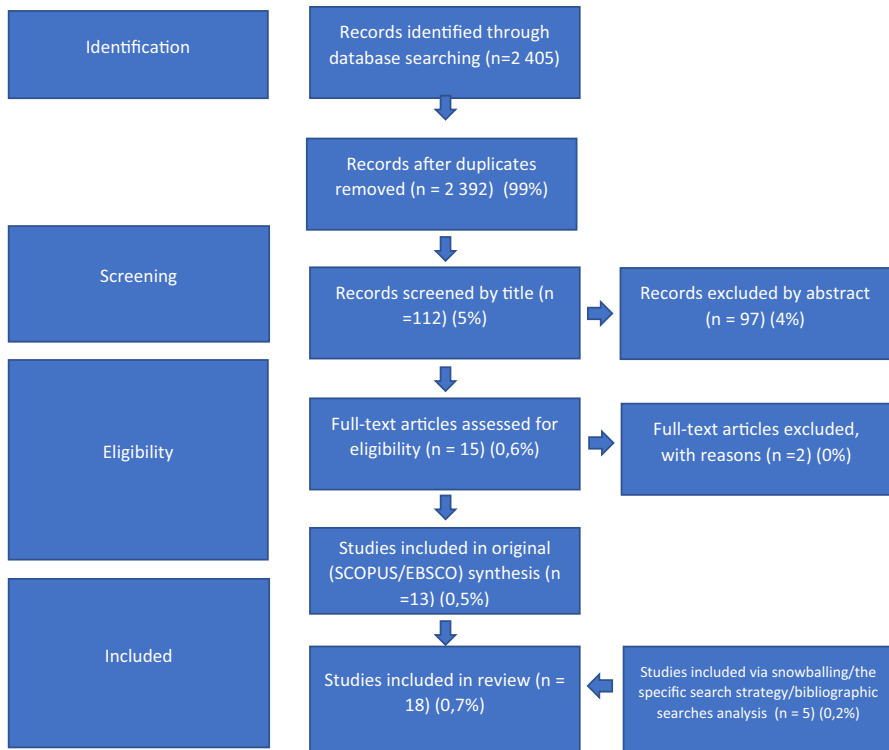 Identification
Records identified through
database searching (n=2 405)
Records after duplicates
removed (n = 2 392)  (99%)
Screening
Records screened by title (n
=112) (5%)
Records excluded by abstract
(n = 97) (4%)
Eligibility
Full-text articles assessed for
eligibility (n = 15) (0,6%)
Full-text articles excluded,
with reasons (n =2) (0%)
Studies included in original
(SCOPUS/EBSCO) synthesis (n
=13) (0,5%)
Included
Studies included in review (n =
18) (0,7%)
Studies included via snowballing/the
specific search strategy/bibliographic
searches analysis  (n = 5) (0,2%)